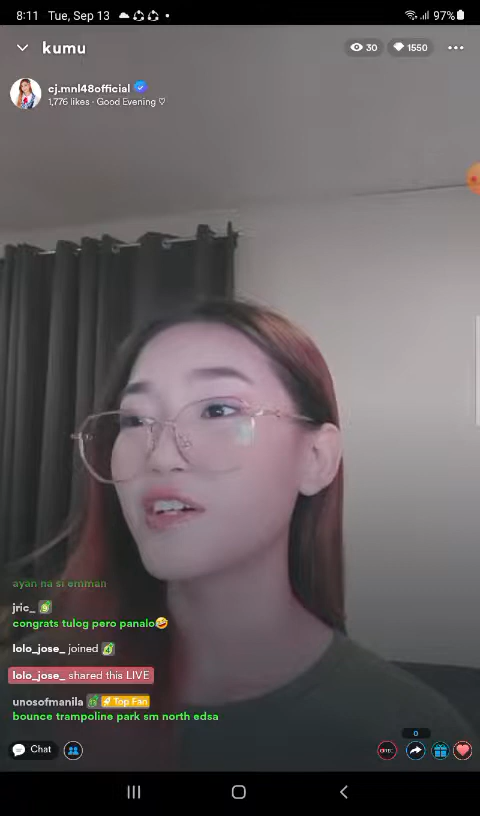 8:11 Tue, Sep 13 97%
kumu
30 1550
cj.mnl48official
1,776 likes · Good Evening ♡
ayan na si emman
jric_ 9
congrats tulog pero panalo🤣
lolo_jose_ joined
lolo_jose_ shared this LIVE
unosofmanila Top Fan
bounce trampoline park sm north edsa
0
Chat